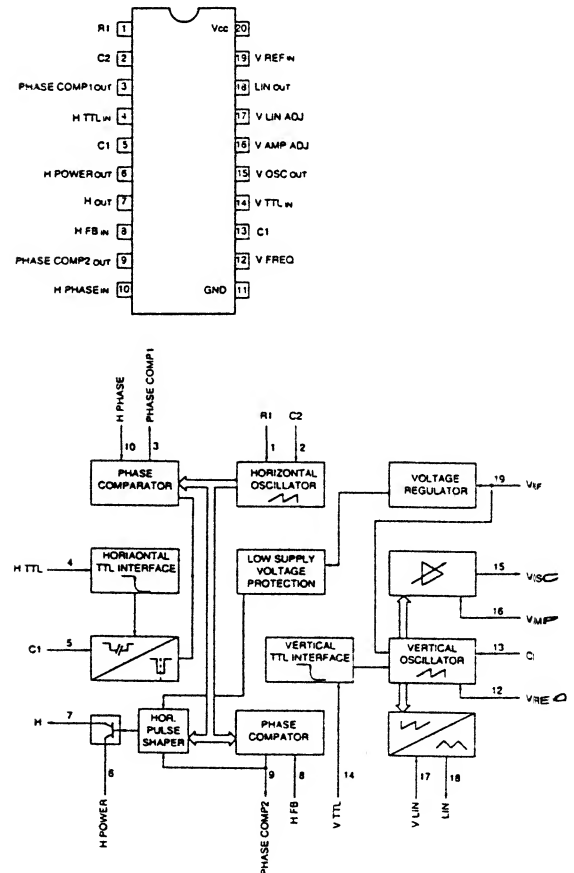 R1 1
Vcc 20
C2 2
19 V REF IN
PHASE COMP1 OUT 3
18 LIN OUT
H TTL IN 4
17 V LIN ADJ
C1 5
16 V AMP ADJ
H POWER OUT 6
15 V OSC OUT
H OUT 7
14 V TTL IN
H FB IN 8
13 C1
PHASE COMP2 OUT 9
12 V FREQ
H PHASE IN 10
GND 11
H PHASE
PHASE COMP1
10 3
R1 C2
1 2
PHASE
COMPARATOR
HORIZONTAL
OSCILLATOR
VOLTAGE
REGULATOR
19
H TTL
4
HORIAONTAL
TTL INTERFACE
LOW SUPPLY
VOLTAGE
PROTECTION
15
16
C1
5
VERTICAL
TTL INTERFACE
VERTICAL
OSCILLATOR
13
12
H
7
HOR.
PULSE
SHAPER
PHASE
COMPATOR
6
9 8
14
17 18
H POWER
PHASE COMP2
H FB
V TTL
V LIN
LIN